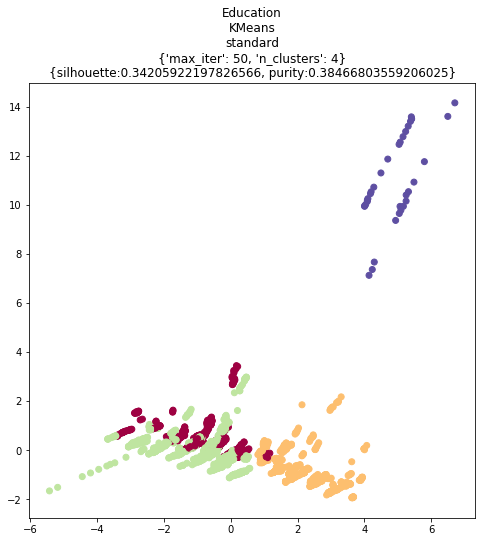 Education
KMeans
standard
{'max_iter': 50, 'n_clusters': 4}
{silhouette:0.34205922197826566, purity:0.38466803559206025}
14
12
10
8
6
4
2
0
−2
−6 −4 −2 0 2 4 6